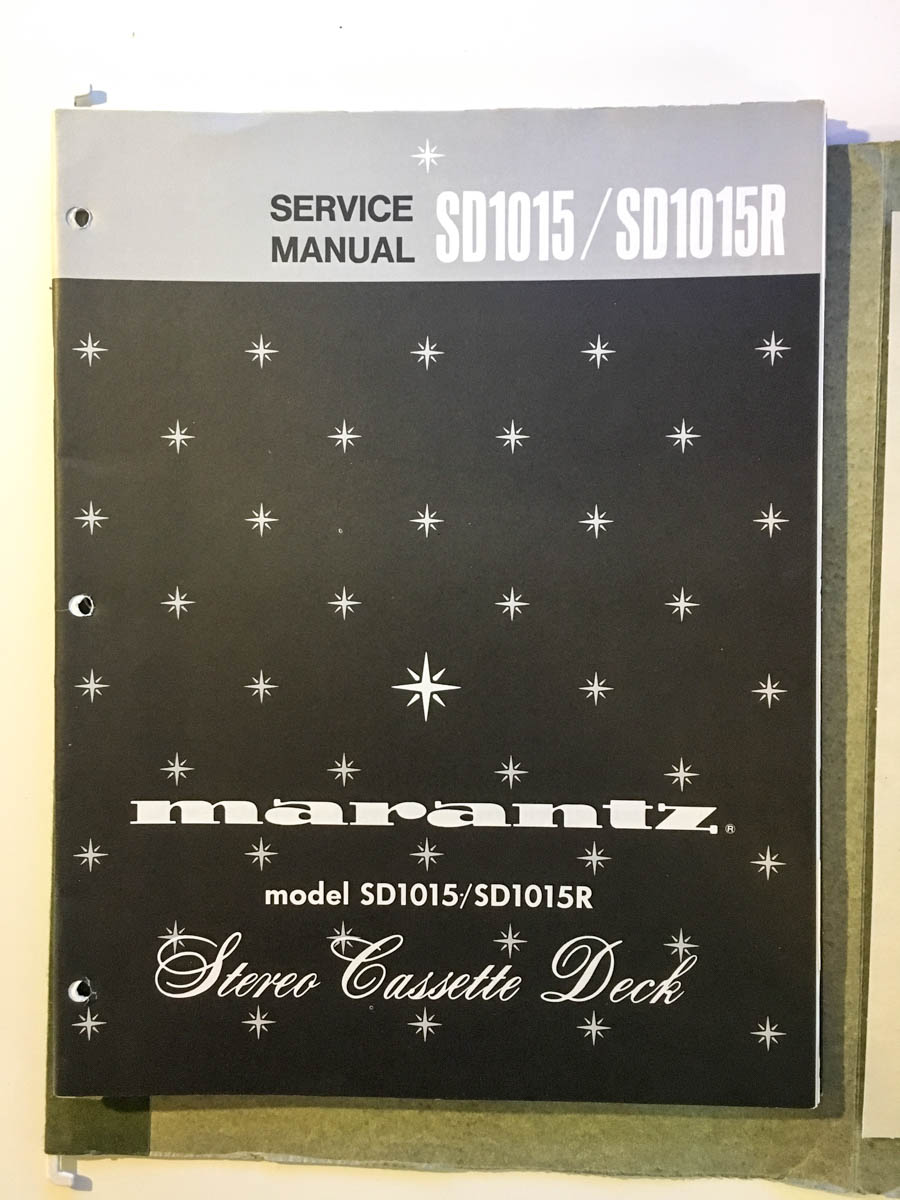 SERVICE MANUAL SD1015/SD1015R
marantz®
model SD1015/SD1015R
Stereo Cassette Deck